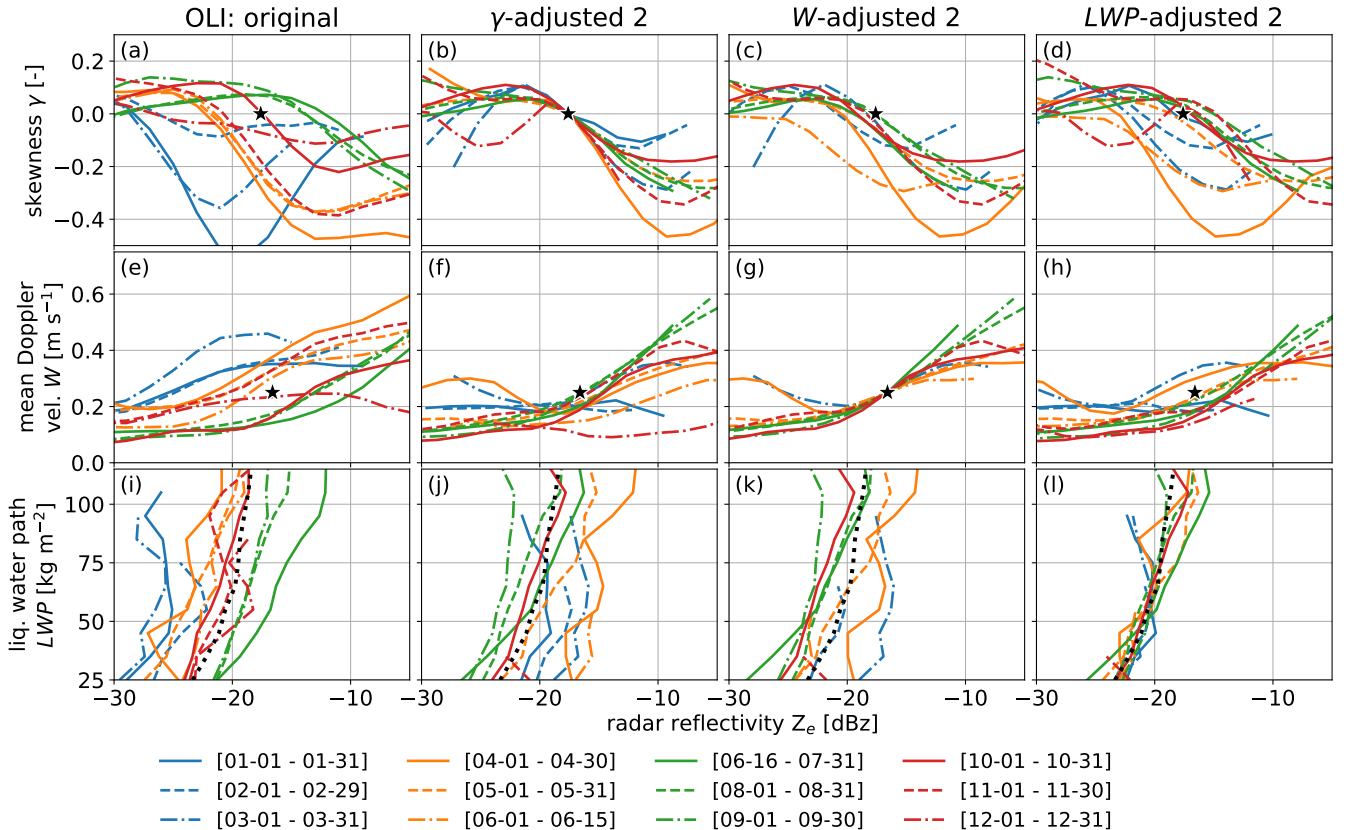 OLI: original γ-adjusted 2 W-adjusted 2 LWP-adjusted 2
(a) (b) (c) (d)
skewness γ [-]
0.2
0.0
−0.2
−0.4
(e) (f) (g) (h)
mean Doppler
vel. W [m s⁻¹]
0.6
0.4
0.2
0.0
(i) (j) (k) (l)
liq. water path
LWP [kg m⁻²]
100
75
50
25
−30 −20 −10 −20 −10 −20 −10 −20 −10
radar reflectivity Zₑ [dBz]
[01-01 - 01-31] [04-01 - 04-30] [06-16 - 07-31] [10-01 - 10-31]
[02-01 - 02-29] [05-01 - 05-31] [08-01 - 08-31] [11-01 - 11-30]
[03-01 - 03-31] [06-01 - 06-15] [09-01 - 09-30] [12-01 - 12-31]